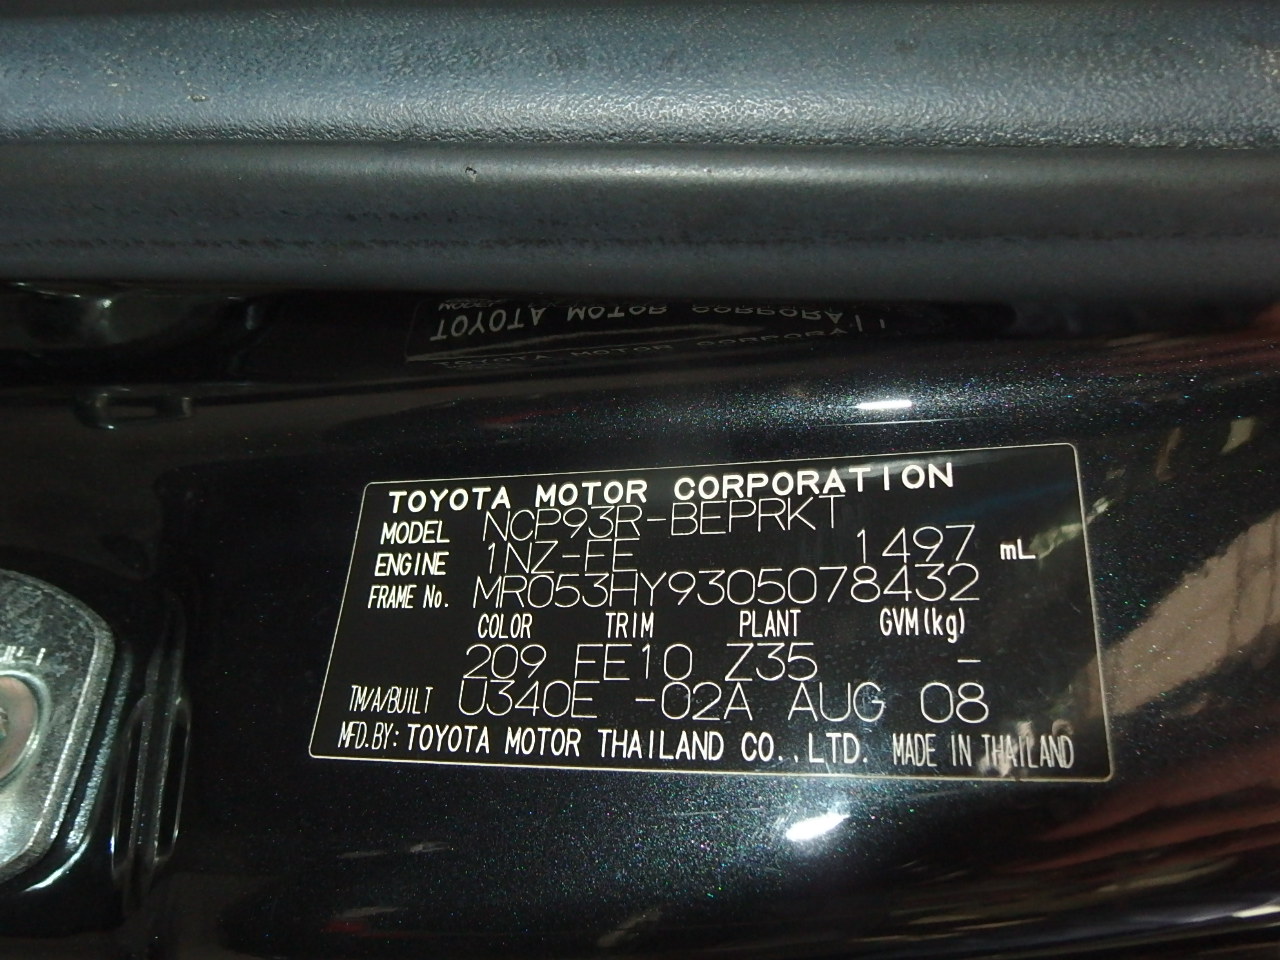 TOYOTA MOTOR CORPORATION
MODEL NCP93R-BEPRKT
ENGINE 1NZ-FE 1497 mL
FRAME No. MR053HY9305078432
COLOR TRIM PLANT GVM(kg)
209 FE10 Z35 -
TM/A/BUILT U340E -02A AUG 08
MFD.BY: TOYOTA MOTOR THAILAND CO.,LTD. MADE IN THAILAND